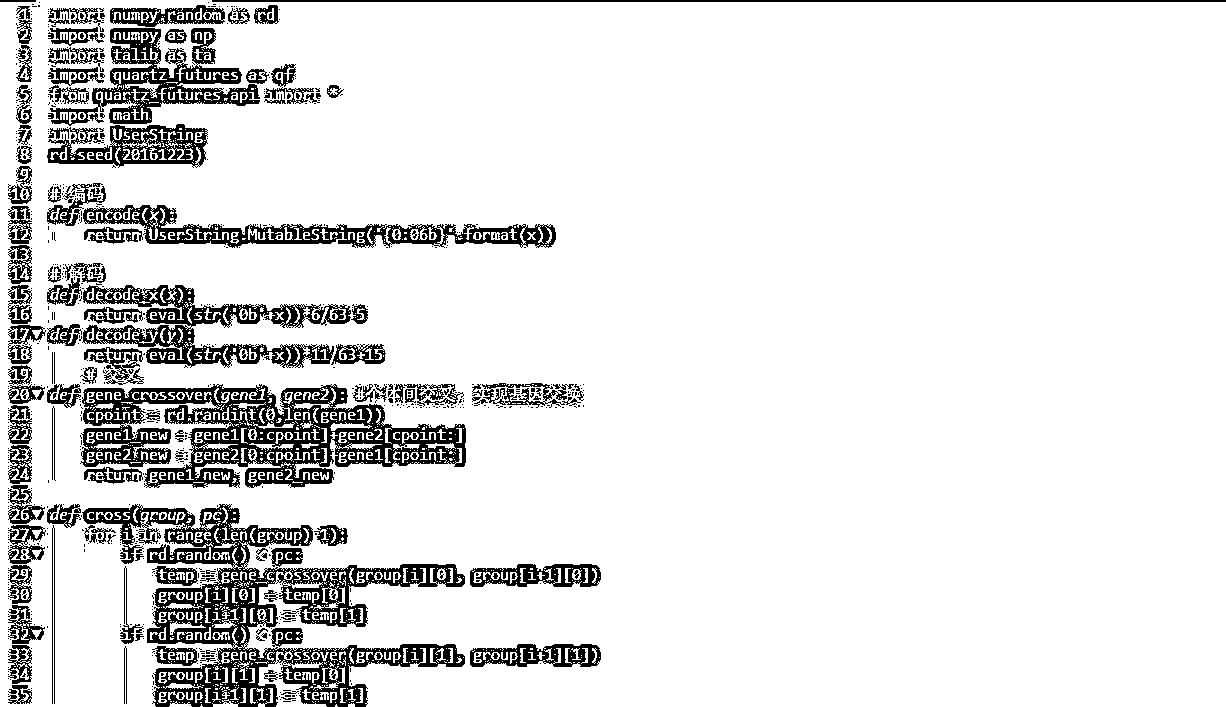 1 import numpy.random as rd
2 import numpy as np
3 import talib as ta
4 import quartz_futures as qf
5 from quartz_futures.api import *
6 import math
7 import UserString
8 rd.seed(20161223)
9
10 # 编码
11 def encode(x):
12 return UserString.MutableString("{0:06b}".format(x))
13
14 # 解码
15 def decode_x(x):
16 return eval(str('0b' x)) 6/63 5
17 def decode_y(y):
18 return eval(str('0b' x)) 11/63 15
19 # 交叉
20 def gene_crossover(gene1, gene2): #个体间交叉，实现基因交换
21 cpoint = rd.randint(0,len(gene1))
22 gene1_new = gene1[0:cpoint] gene2[cpoint:]
23 gene2_new = gene2[0:cpoint] gene1[cpoint:]
24 return gene1_new, gene2_new
25
26 def cross(group, pc):
27 for i in range(len(group) 1):
28 if rd.random() < pc:
29 temp = gene_crossover(group[i][0], group[i+1][0])
30 group[i][0] = temp[0]
31 group[i+1][0] = temp[1]
32 if rd.random() < pc:
33 temp = gene_crossover(group[i][1], group[i+1][1])
34 group[i][1] = temp[0]
35 group[i+1][1] = temp[1]